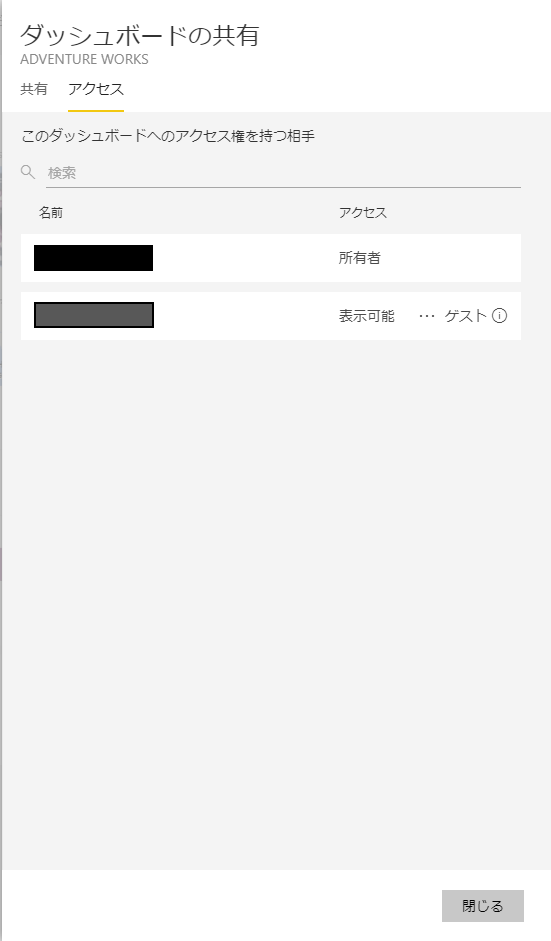 ダッシュボードの共有
ADVENTURE WORKS
共有 アクセス
このダッシュボードへのアクセス権を持つ相手
検索
名前 アクセス
所有者
表示可能 … ゲスト
閉じる